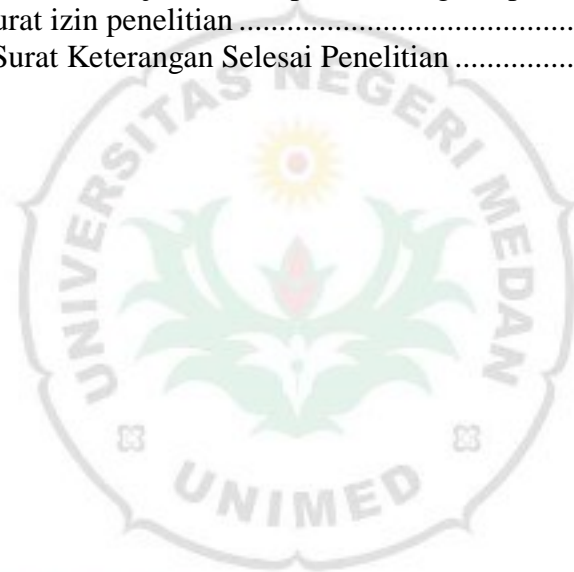 urat izin penelitian ....................................
Surat Keterangan Selesai Penelitian ...............
UNIVERSITAS NEGERI MEDAN
UNIMED